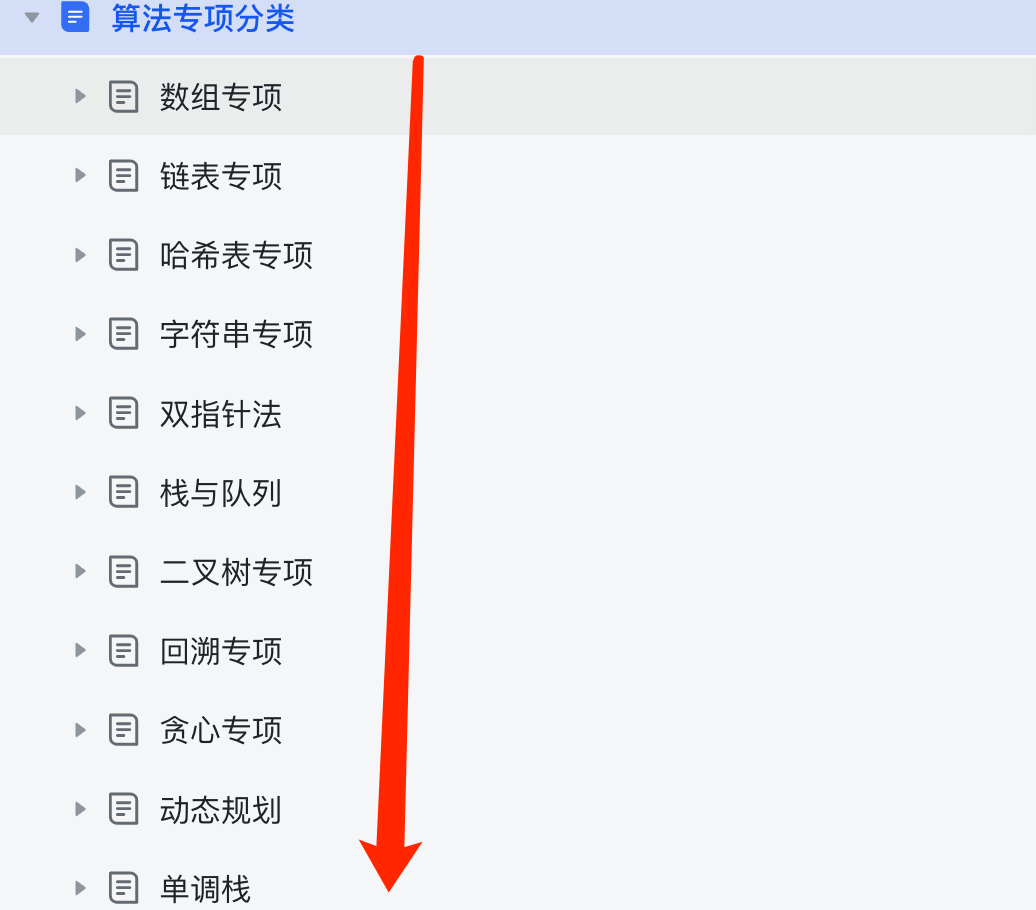 算法专项分类
数组专项
链表专项
哈希表专项
字符串专项
双指针法
栈与队列
二叉树专项
回溯专项
贪心专项
动态规划
单调栈